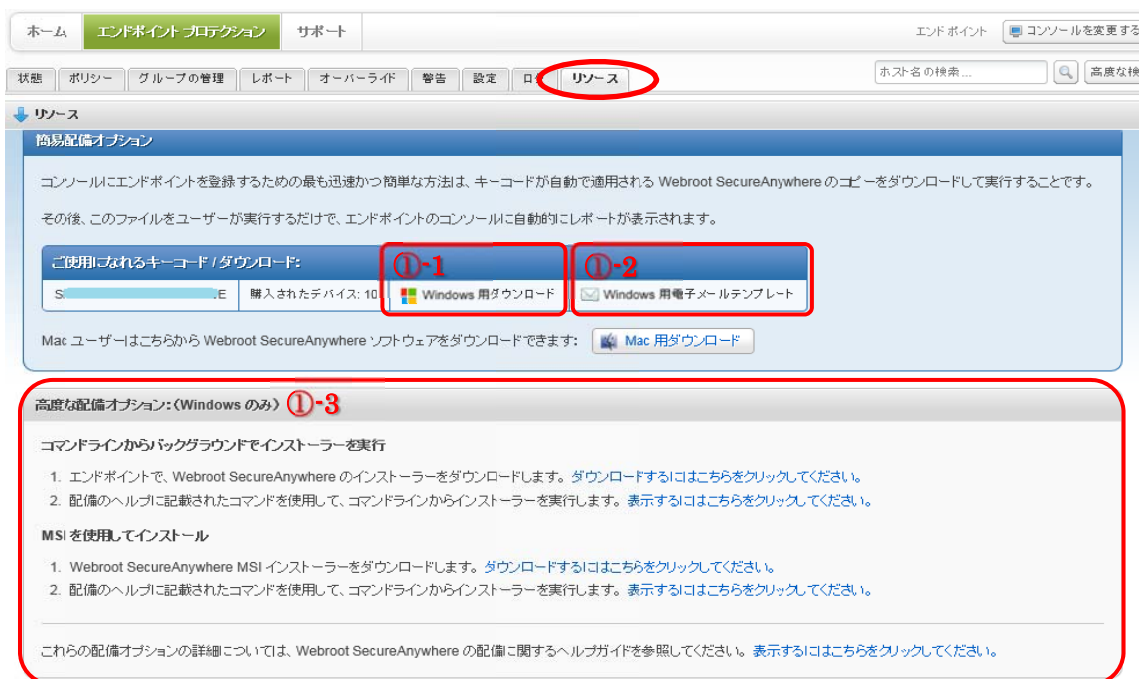 ホーム エンドポイント プロテクション サポート エンドポイント コンソールを変更する
状態 ポリシー グループの管理 レポート オーバーライド 警告 設定 リソース ホスト名の検索... 高度な検
リソース
簡易配備オプション
コンソールにエンドポイントを登録するための最も迅速かつ簡単な方法は、キーコードが自動で適用される Webroot SecureAnywhere のコピーをダウンロードして実行することです。
その後、このファイルをユーザーが実行するだけで、エンドポイントのコンソールに自動的にレポートが表示されます。
ご使用になれるキーコード / ダウンロード: ①-1 ①-2
S E 購入されたデバイス: 10 Windows 用ダウンロード Windows 用電子メールテンプレート
Mac ユーザーはこちらから Webroot SecureAnywhere ソフトウェアをダウンロードできます: Mac 用ダウンロード
高度な配備オプション:(Windows のみ) ①-3
コマンドラインからバックグラウンドでインストーラーを実行
1. エンドポイントで、Webroot SecureAnywhere のインストーラーをダウンロードします。ダウンロードするにはこちらをクリックしてください。
2. 配備のヘルプに記載されたコマンドを使用して、コマンドラインからインストーラーを実行します。表示するにはこちらをクリックしてください。
MSI を使用してインストール
1. Webroot SecureAnywhere MSI インストーラーをダウンロードします。ダウンロードするにはこちらをクリックしてください。
2. 配備のヘルプに記載されたコマンドを使用して、コマンドラインからインストーラーを実行します。表示するにはこちらをクリックしてください。
これらの配備オプションの詳細については、Webroot SecureAnywhere の配備に関するヘルプガイドを参照してください。表示するにはこちらをクリックしてください。